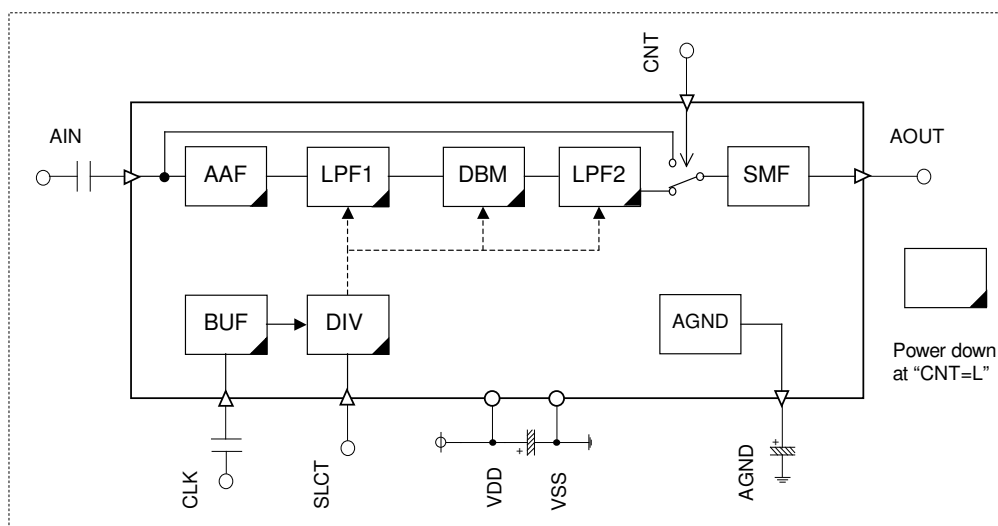 CNT
AIN
AOUT
AAF
LPF1
DBM
LPF2
SMF
BUF
DIV
AGND
Power down
at “CNT=L”
CLK
SLCT
+
VDD
VSS
+
AGND